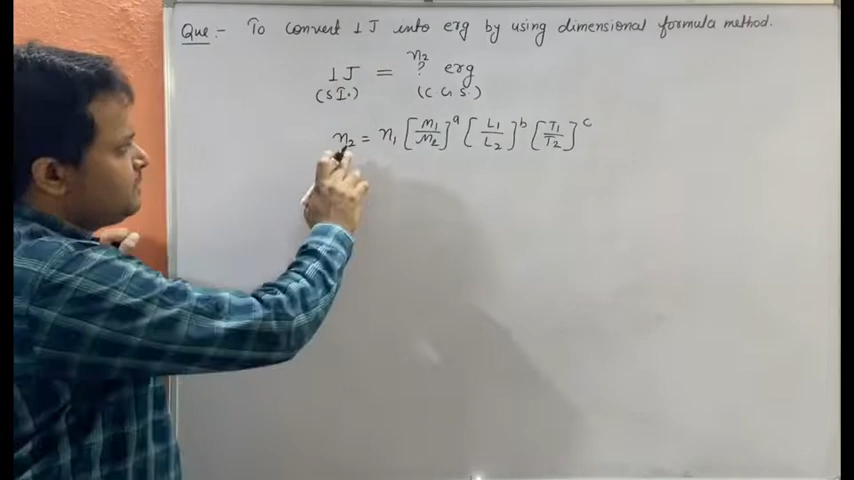 Que :- To Convert 1 J into erg by using dimensional formula method.
n₂
1J = ? erg
(S I.) (C. G. S.)
n₂ = n₁ [M₁/M₂]ᵃ [L₁/L₂]ᵇ [T₁/T₂]ᶜ